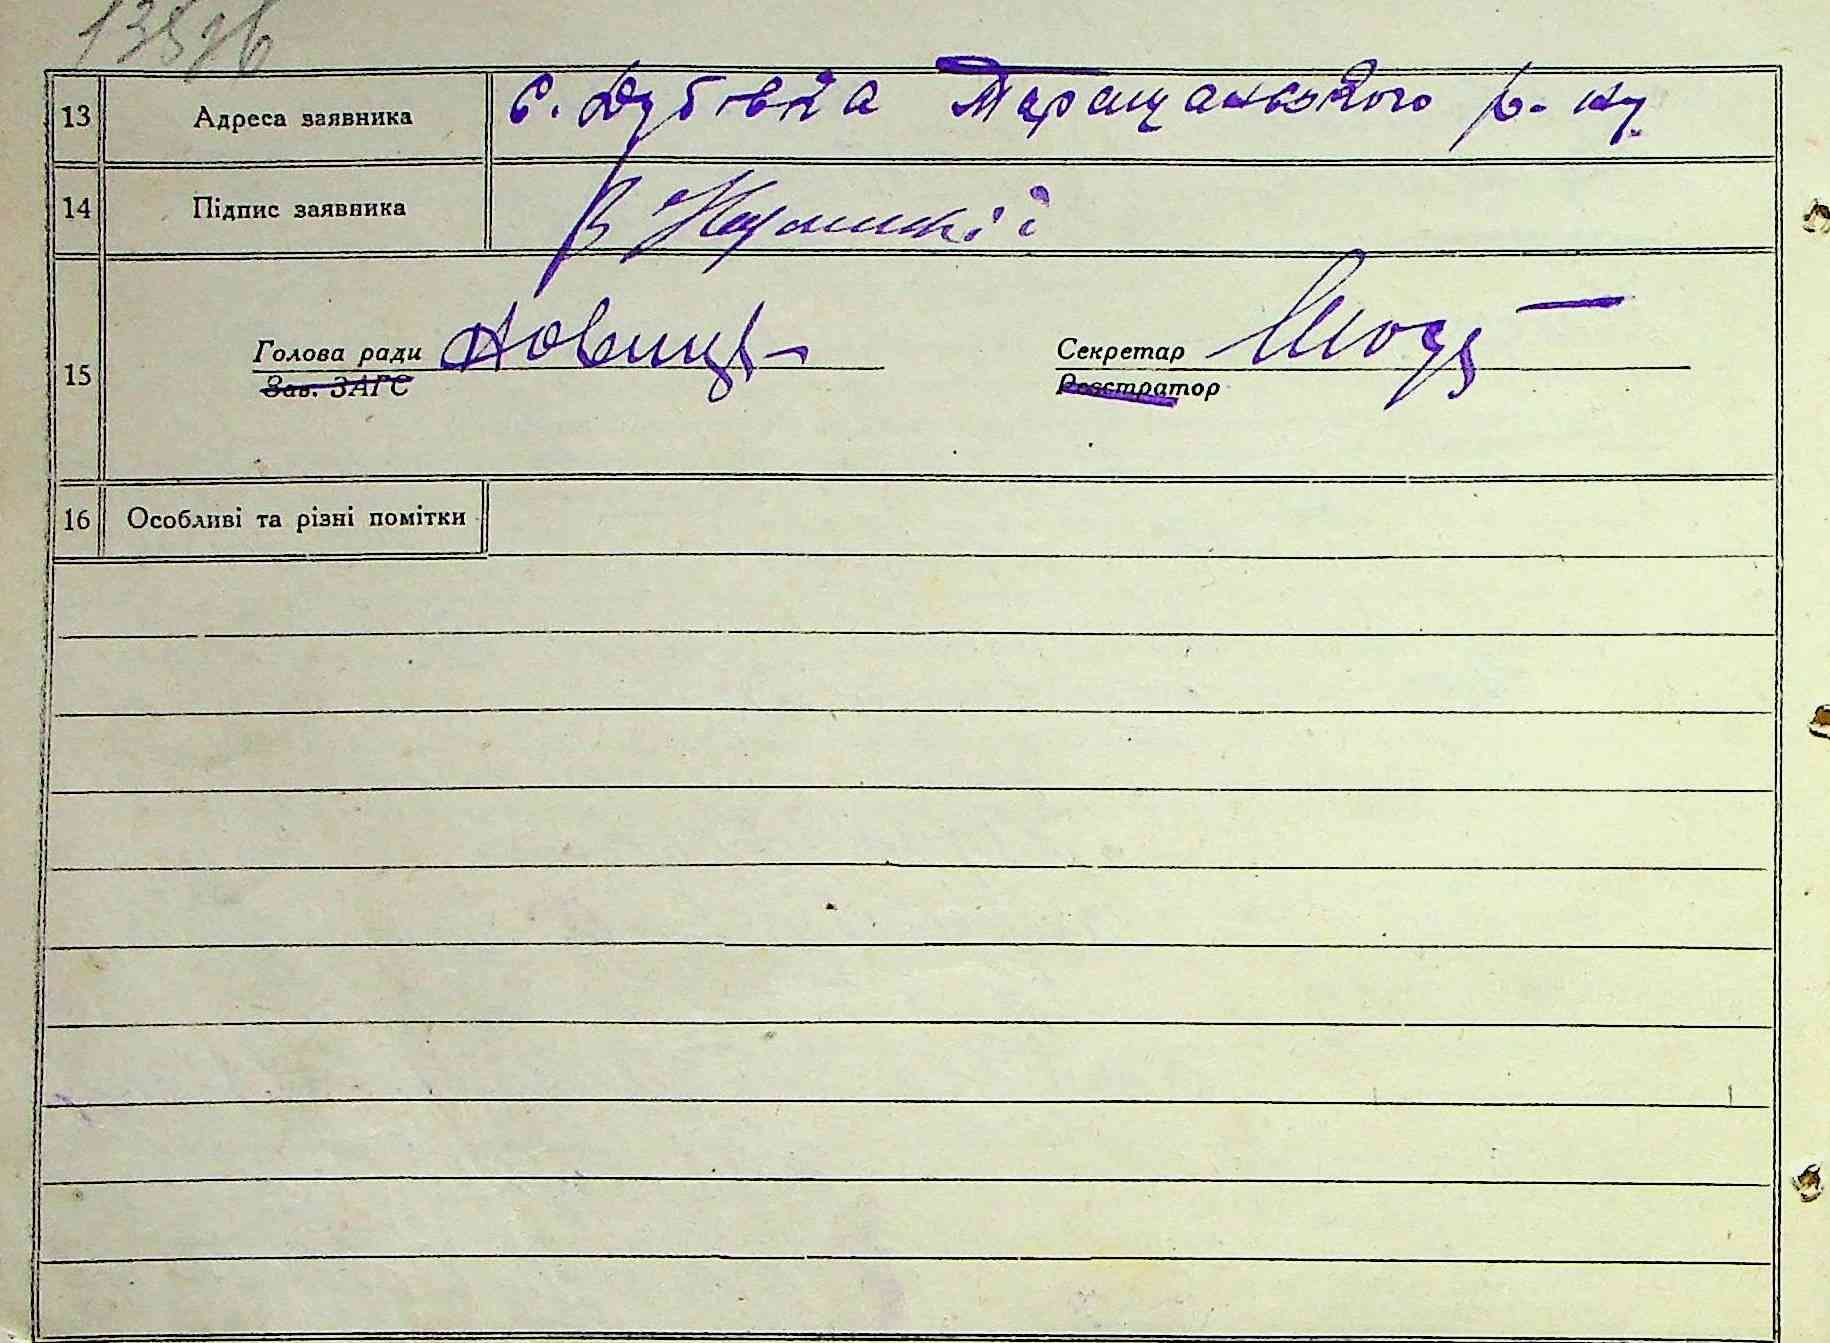 13
Адреса заявника
с. Дубівка Таращанського р-ну.
14
Підпис заявника
В
15
Голова ради
Секретар
Зав. ЗАГС
Реєстратор
16
Особливі та різні помітки